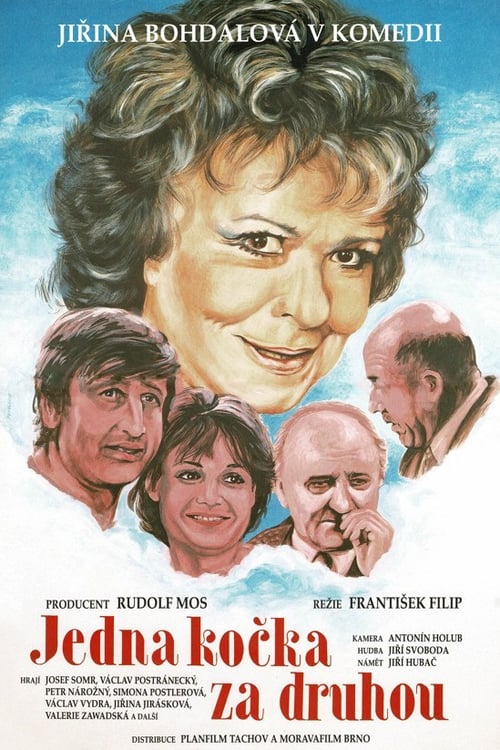 JIŘINA BOHDALOVÁ V KOMEDII
PRODUCENT RUDOLF MOS
REŽIE FRANTIŠEK FILIP
Jedna kočka
za druhou
KAMERA ANTONÍN HOLUB
HUDBA JIŘÍ SVOBODA
NÁMĚT JIŘÍ HUBAČ
HRAJÍ JOSEF SOMR, VÁCLAV POSTRÁNECKÝ,
PETR NÁROŽNÝ, SIMONA POSTLEROVÁ,
VÁCLAV VYDRA, JIŘINA JIRÁSKOVÁ,
VALERIE ZAWADSKÁ A DALŠÍ
DISTRIBUCE PLANFILM TACHOV A MORAVAFILM BRNO